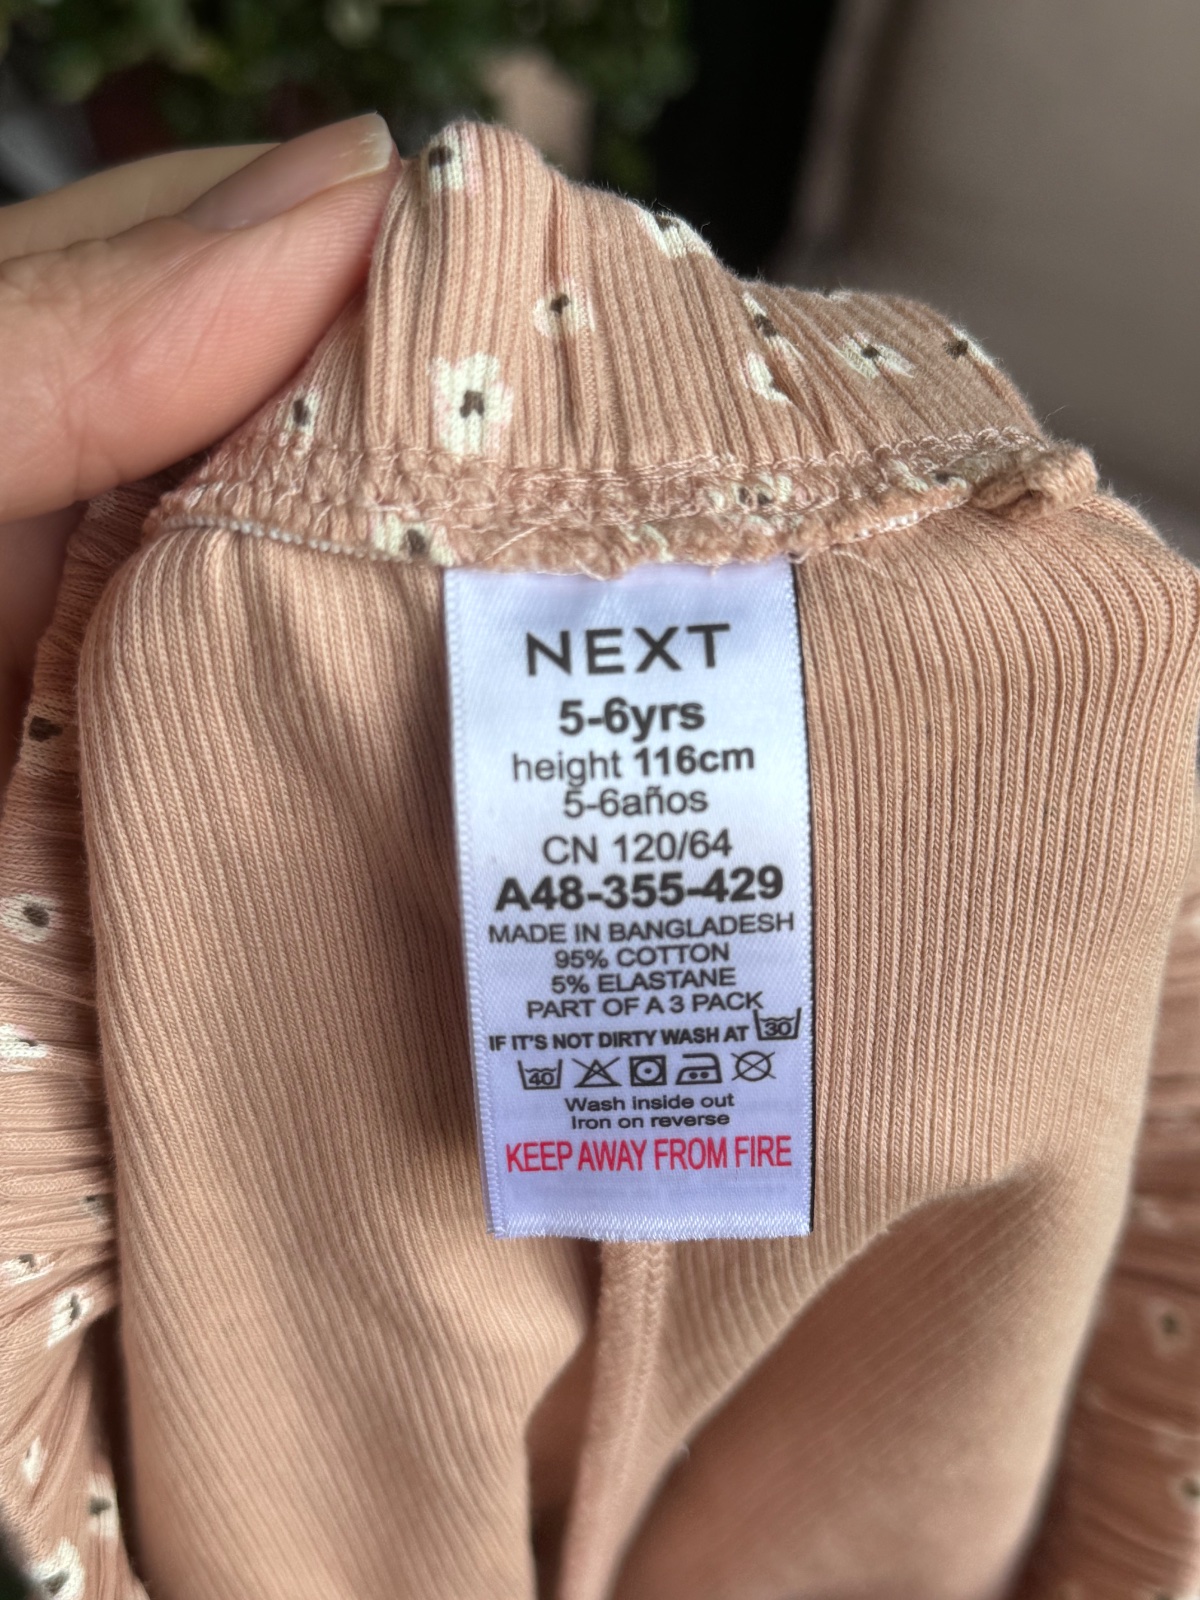 NEXT
5-6yrs
height 116cm
5-6años
CN 120/64
A48-355-429
MADE IN BANGLADESH
95% COTTON
5% ELASTANE
PART OF A 3 PACK
IF IT'S NOT DIRTY WASH AT 30
40
Wash inside out
Iron on reverse
KEEP AWAY FROM FIRE